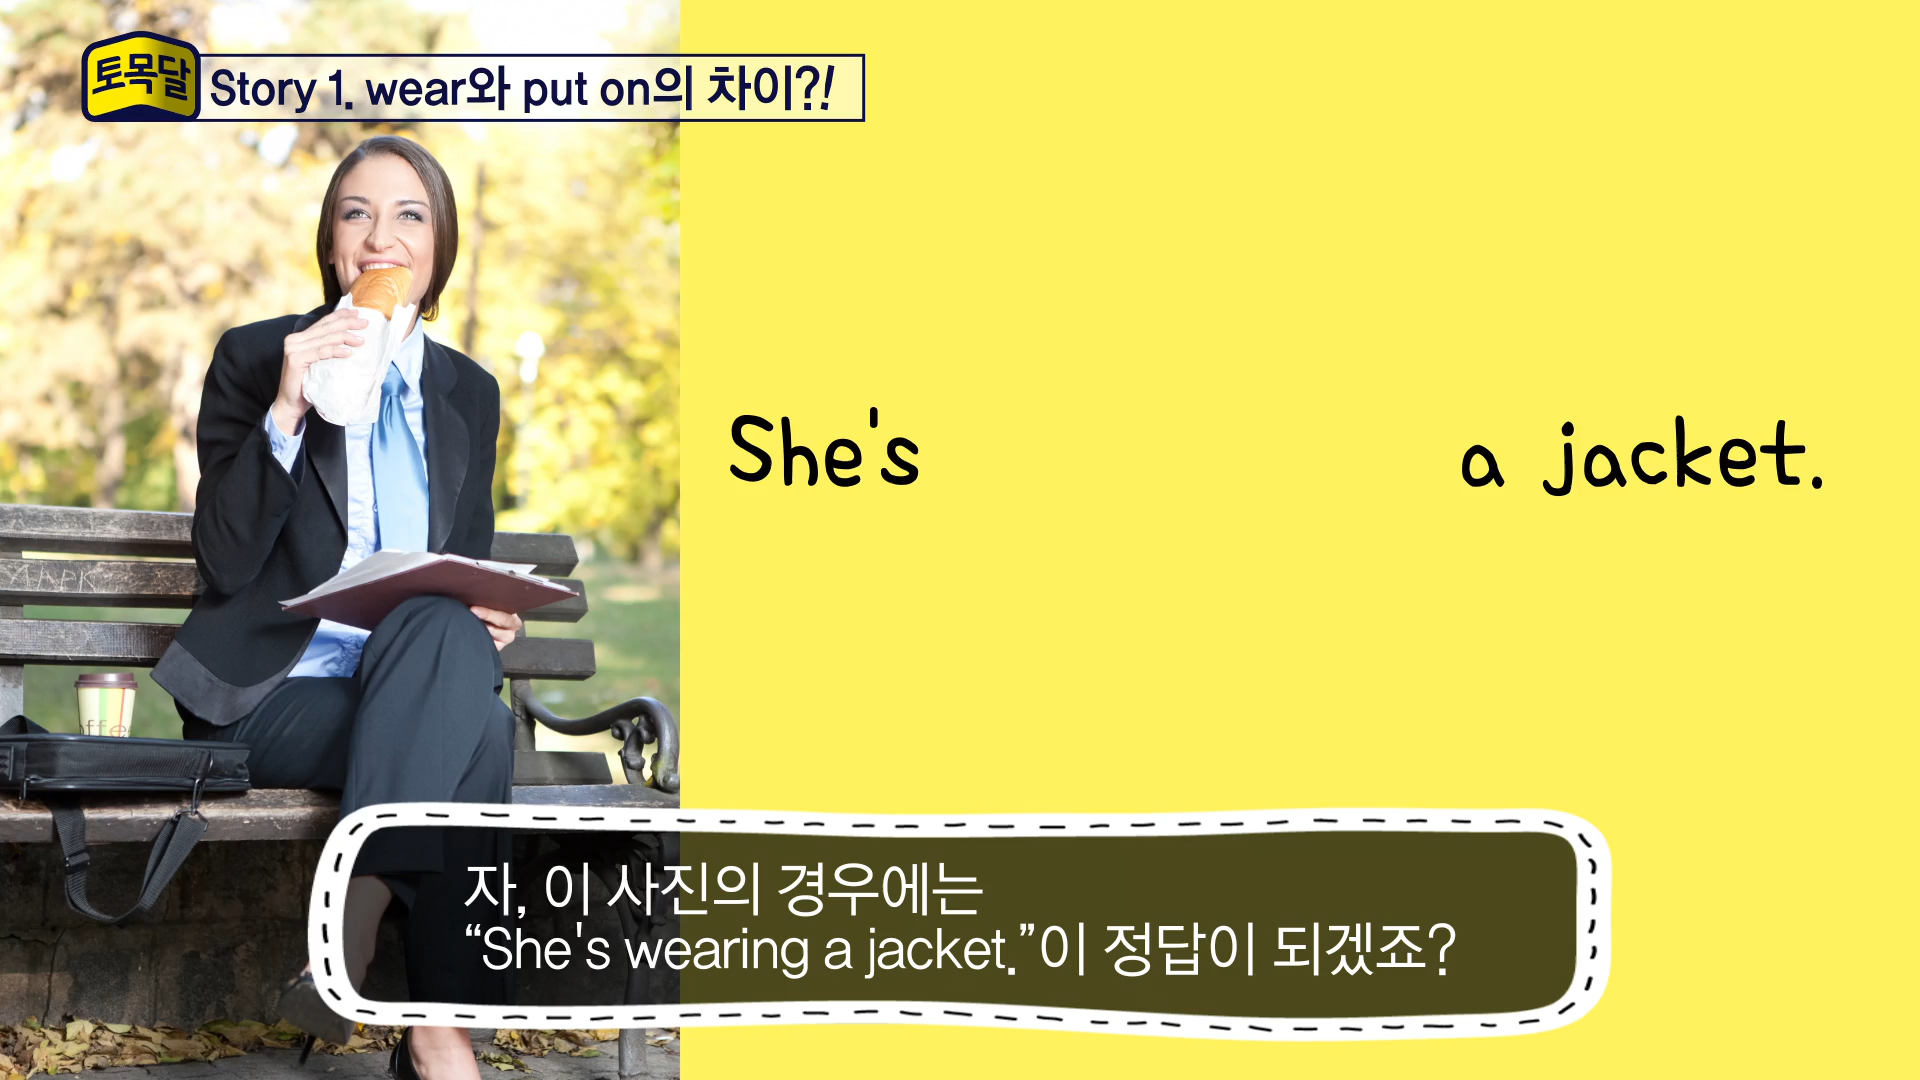 토목달
Story 1. wear와 put on의 차이?!
She's a jacket.
자, 이 사진의 경우에는
“She's wearing a jacket.”이 정답이 되겠죠?